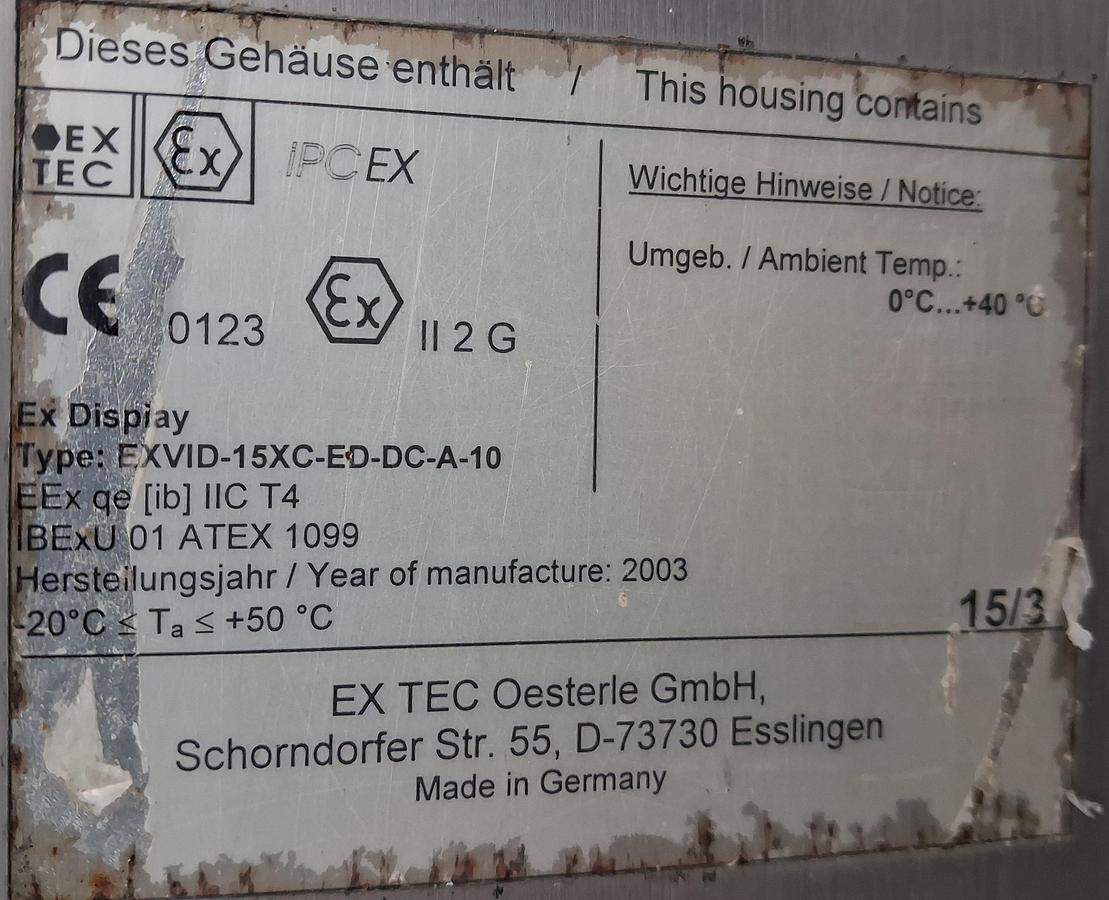 Dieses Gehäuse enthält / This housing contains
EX TEC
Ex
iPC EX
CE 0123
Ex II 2 G
Ex Display
Type: EXVID-15XC-ED-DC-A-10
EEx qe [ib] IIC T4
IBExU 01 ATEX 1099
Herstellungsjahr / Year of manufacture: 2003
-20°C ≤ Ta ≤ +50 °C
Wichtige Hinweise / Notice:
Umgeb. / Ambient Temp.:
0°C...+40 °C
15/3
EX TEC Oesterle GmbH,
Schorndorfer Str. 55, D-73730 Esslingen
Made in Germany